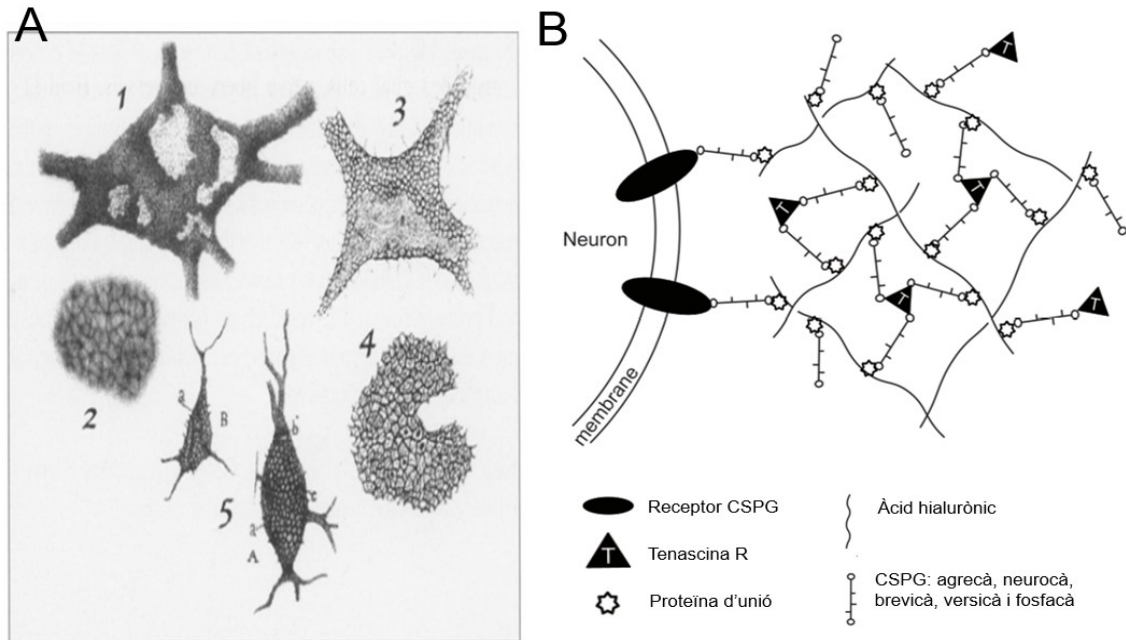 A
1
2
3
4
a
B
b
c
5
a
A
B
T
T
T
T
T
Neuron
membrane
Receptor CSPG
Àcid hialurònic
T
Tenascina R
Proteïna d'unió
CSPG: agrecà, neurocà,
brevicà, versicà i fosfacà